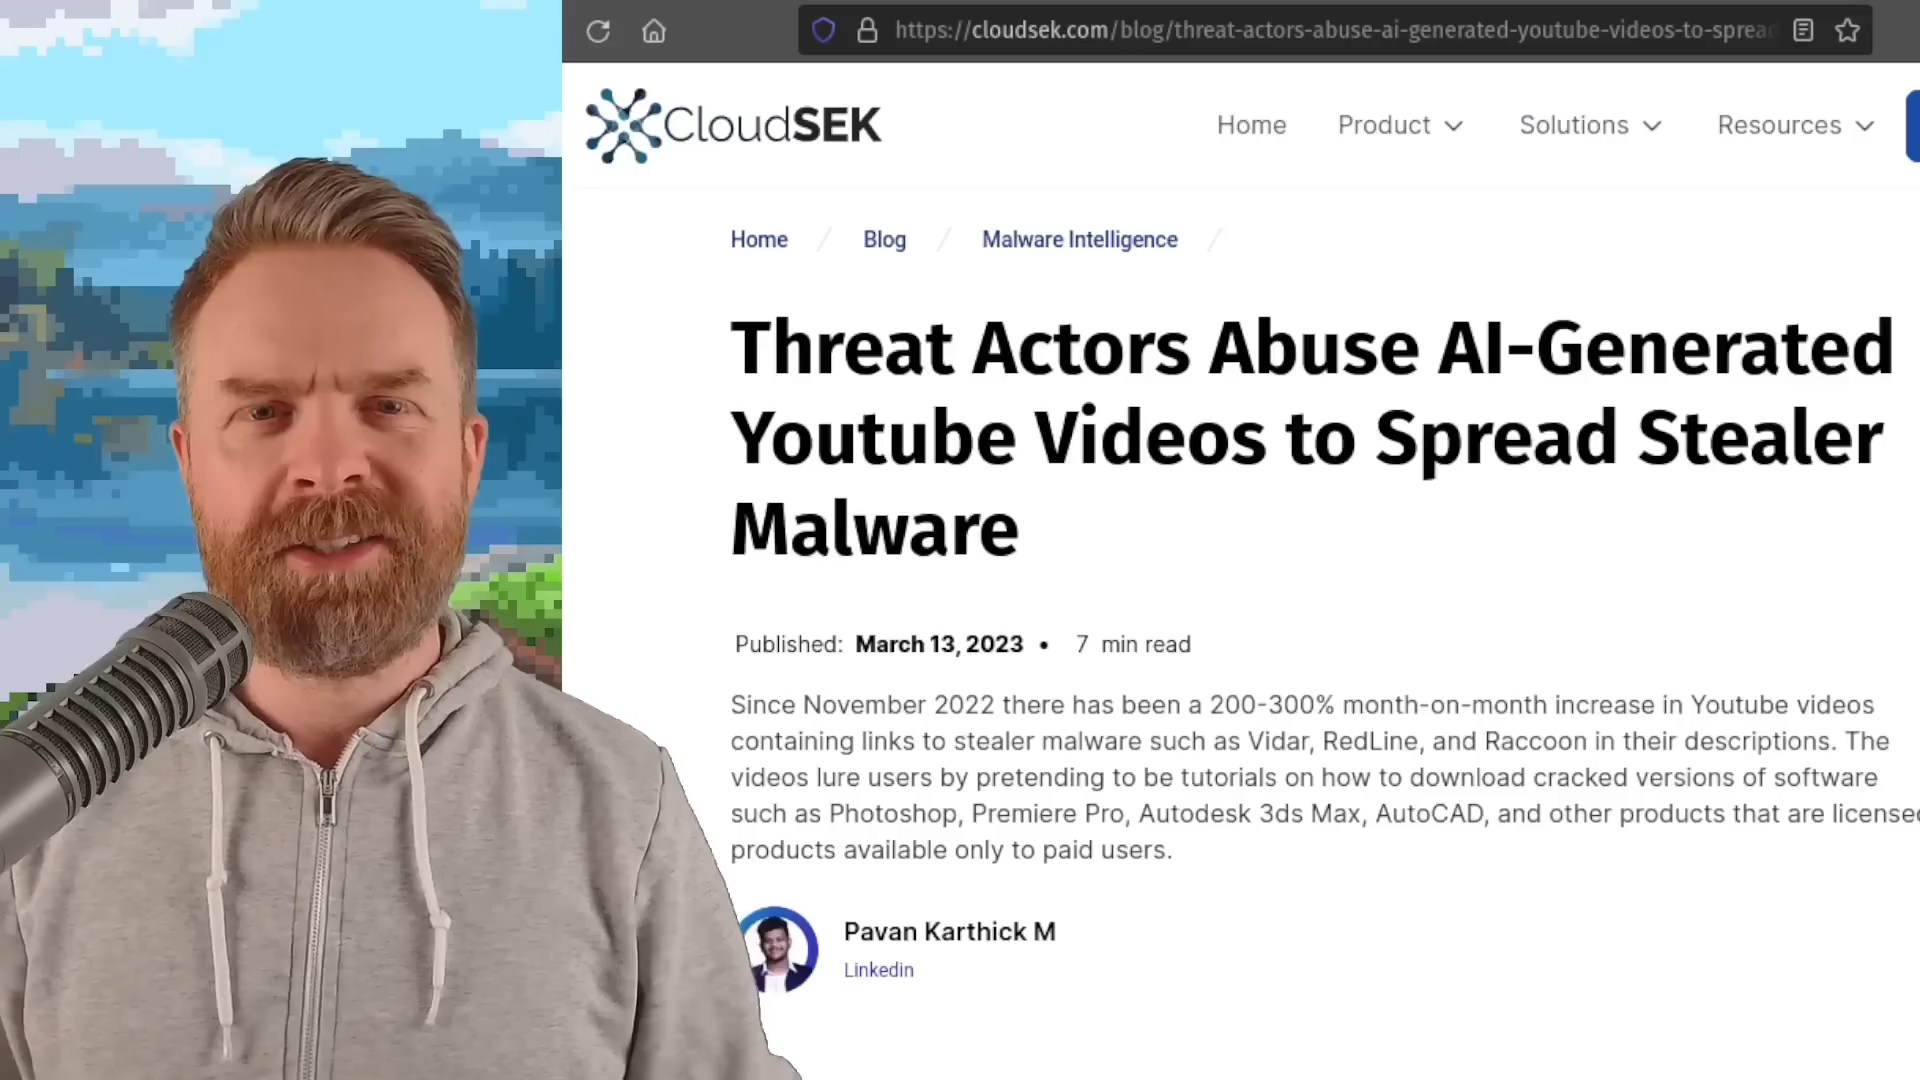 https://cloudsek.com/blog/threat-actors-abuse-ai-generated-youtube-videos-to-spread
CloudSEK
Home Product Solutions Resources
Home / Blog / Malware Intelligence /
Threat Actors Abuse AI-Generated
Youtube Videos to Spread Stealer
Malware
Published: March 13, 2023 • 7 min read
Since November 2022 there has been a 200-300% month-on-month increase in Youtube videos
containing links to stealer malware such as Vidar, RedLine, and Raccoon in their descriptions. The
videos lure users by pretending to be tutorials on how to download cracked versions of software
such as Photoshop, Premiere Pro, Autodesk 3ds Max, AutoCAD, and other products that are licensed
products available only to paid users.
Pavan Karthick M
Linkedin